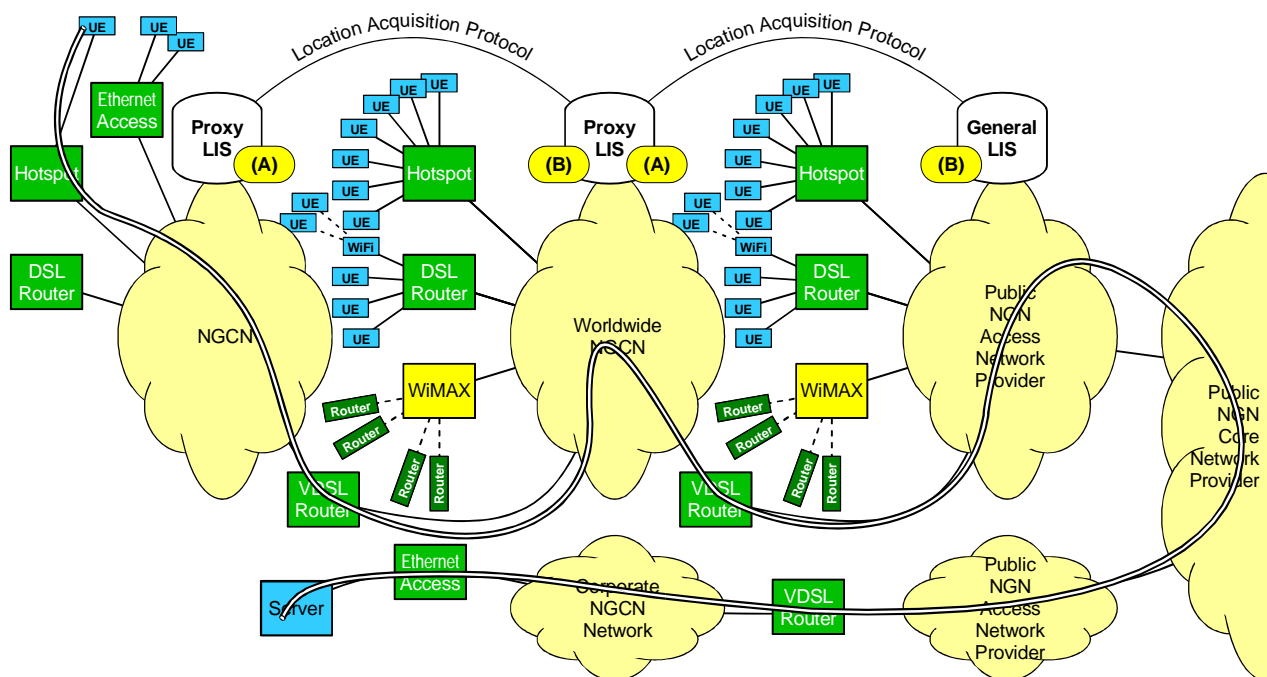 UE
UE
UE
Location Acquisition Protocol
Location Acquisition Protocol
Ethernet
Access
Proxy
LIS
(A)
UE
UE
UE
UE
UE
UE
UE
UE
Hotspot
Proxy
LIS
(B)
(A)
UE
UE
UE
UE
UE
UE
UE
UE
Hotspot
General
LIS
(B)
Hotspot
UE
UE
WiFi
UE
UE
UE
DSL
Router
UE
UE
WiFi
UE
UE
UE
DSL
Router
DSL
Router
NGCN
Worldwide
NGCN
Public
NGN
Access
Network
Provider
WiMAX
Router
Router
Router
Router
WiMAX
Router
Router
Router
Router
Public
NGN
Core
Network
Provider
VDSL
Router
VDSL
Router
Server
Ethernet
Access
Corporate
NGCN
Network
VDSL
Router
Public
NGN
Access
Network
Provider